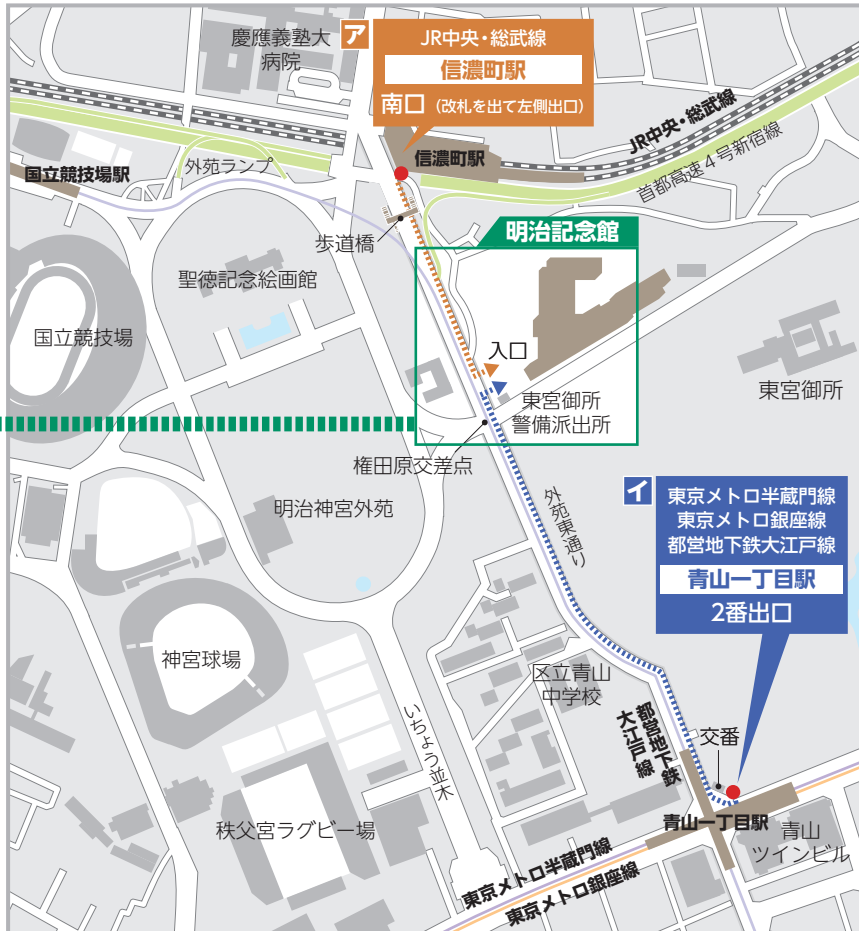 慶應義塾大
病院
ア
JR中央・総武線
信濃町駅
南口(改札を出て左側出口)
JR中央・総武線
首都高速4号新宿線
信濃町駅
国立競技場駅
外苑ランプ
歩道橋
明治記念館
聖徳記念絵画館
国立競技場
入口
東宮御所
警備派出所
東宮御所
権田原交差点
明治神宮外苑
外苑東通り
イ
東京メトロ半蔵門線
東京メトロ銀座線
都営地下鉄大江戸線
青山一丁目駅
2番出口
神宮球場
区立青山
中学校
いちょう並木
都営地下鉄
大江戸線
交番
青山一丁目駅
青山
ツインビル
秩父宮ラグビー場
東京メトロ半蔵門線
東京メトロ銀座線